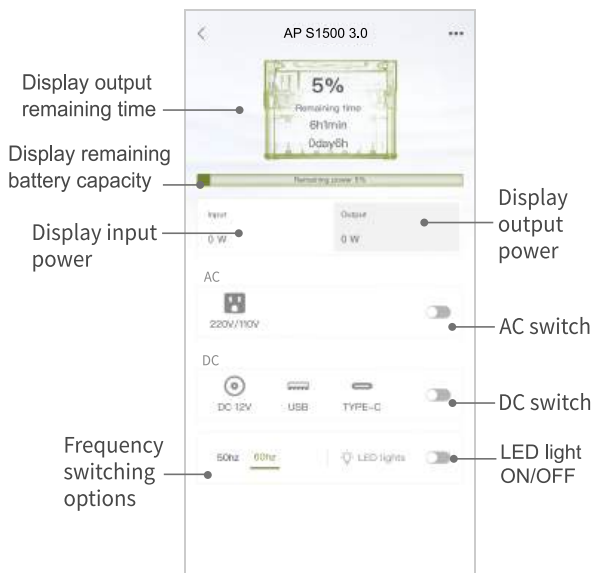 AP S1500 3.0
Display output
remaining time
5%
Remaining time
6h1min
0day6h
Display remaining
battery capacity
Remaining power 5%
Display input
power
Input
0 W
Output
0 W
Display
output
power
AC
220V/110V
AC switch
DC
DC 12V
USB
TYPE-C
DC switch
Frequency
switching
options
50hz
60hz
LED lights
LED light
ON/OFF